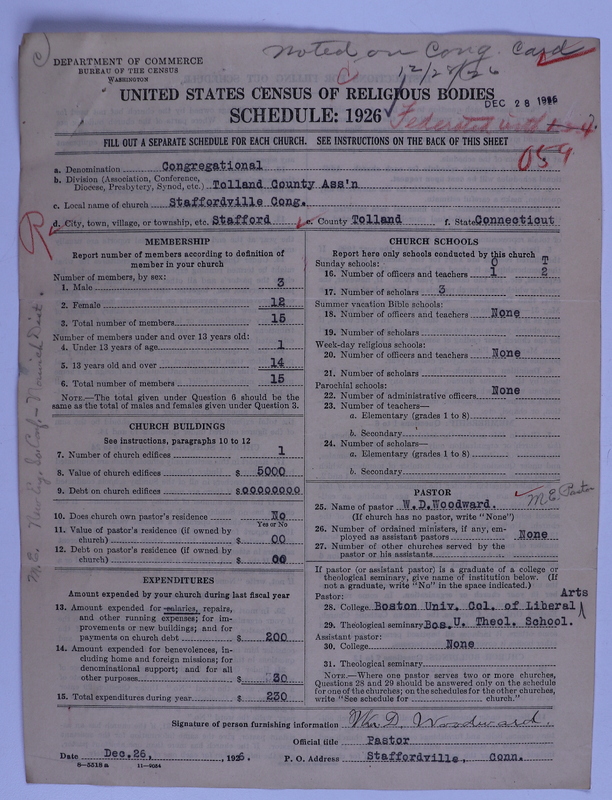 Noted on Cong. Card
DEPARTMENT OF COMMERCE
BUREAU OF THE CENSUS
WASHINGTON
C 12/28/26
UNITED STATES CENSUS OF RELIGIOUS BODIES
DEC 28 1926
SCHEDULE: 1926
Federated with
FILL OUT A SEPARATE SCHEDULE FOR EACH CHURCH. SEE INSTRUCTIONS ON THE BACK OF THIS SHEET
059
a. Denomination Congregational
b. Division (Association, Conference,
Diocese, Presbytery, Synod, etc.) Tolland County Ass'n
c. Local name of church Staffordville Cong.
d. City, town, village, or township, etc. Stafford e. County Tolland f. State Connecticut
R
MEMBERSHIP
Report number of members according to definition of
member in your church
Number of members, by sex:
1. Male 3
2. Female 12
3. Total number of members 15
Number of members under and over 13 years old:
4. Under 13 years of age 1
5. 13 years old and over 14
6. Total number of members 15
NOTE.—The total given under Question 6 should be the
same as the total of males and females given under Question 3.
CHURCH BUILDINGS
See instructions, paragraphs 10 to 12
7. Number of church edifices 1
8. Value of church edifices $ 5000
9. Debt on church edifices $ 00000000
10. Does church own pastor's residence? No
Yes or No
11. Value of pastor's residence (if owned by
church) $ 00
12. Debt on pastor's residence (if owned by
church) $ 00
EXPENDITURES
Amount expended by your church during last fiscal year
13. Amount expended for salaries, repairs,
and other running expenses; for im-
provements or new buildings; and for
payments on church debt $ 200
14. Amount expended for benevolences, in-
cluding home and foreign missions; for
denominational support; and for all
other purposes $ 30
15. Total expenditures during year $ 230
CHURCH SCHOOLS
Report here only schools conducted by this church
Sunday schools: O T
16. Number of officers and teachers 1 2
17. Number of scholars 3
Summer vacation Bible schools:
18. Number of officers and teachers None
19. Number of scholars
Week-day religious schools:
20. Number of officers and teachers None
21. Number of scholars
Parochial schools:
22. Number of administrative officers None
23. Number of teachers—
a. Elementary (grades 1 to 8)
b. Secondary
24. Number of scholars—
a. Elementary (grades 1 to 8)
b. Secondary
PASTOR
M.E. Pastor
25. Name of pastor W.D.Woodward.
(If church has no pastor, write "None")
26. Number of ordained ministers, if any, em-
ployed as assistant pastors None
27. Number of other churches served by the
pastor or his assistants
If pastor (or assistant pastor) is a graduate of a college or
theological seminary, give name of institution below. (If
not a graduate, write "No" in the space indicated.)
Pastor: Arts
28. College Boston Univ. Col. of Liberal
29. Theological seminary Bos.U. Theol. School.
Assistant pastor:
30. College None
31. Theological seminary
NOTE.—Where one pastor serves two or more churches,
Questions 28 and 29 should be answered only on the schedule
for one of the churches; on the schedules for the other churches,
write "See schedule for church."
Signature of person furnishing information Wm. D. Woodward.
Official title Pastor
Date Dec.26, , 1926. P. O. Address Staffordville, Conn.
8-5518a 11-9054